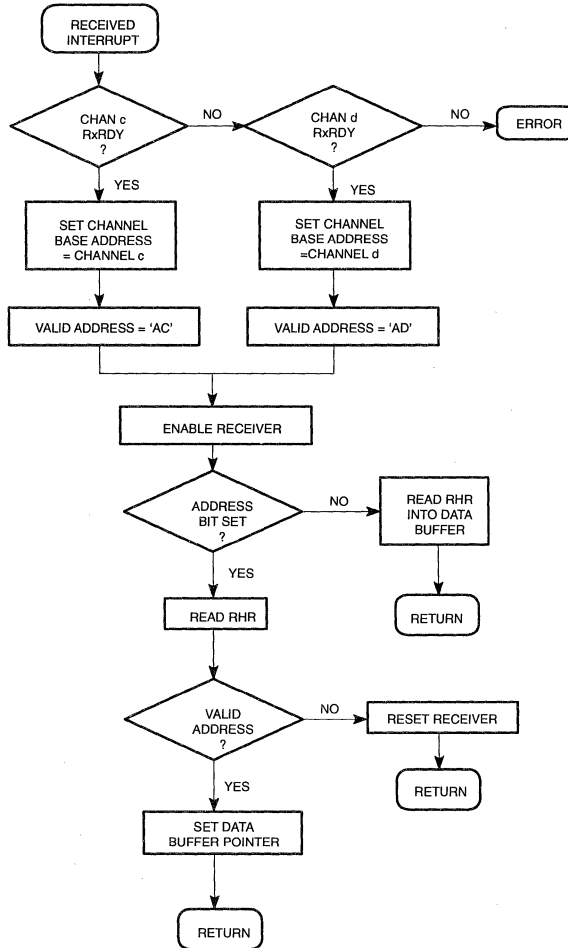 RECEIVED
INTERRUPT
CHAN c
RxRDY
?
NO
CHAN d
RxRDY
?
NO
ERROR
YES
YES
SET CHANNEL
BASE ADDRESS
= CHANNEL c
SET CHANNEL
BASE ADDRESS
=CHANNEL d
VALID ADDRESS = ‘AC’
VALID ADDRESS = ‘AD’
ENABLE RECEIVER
ADDRESS
BIT SET
?
NO
READ RHR
INTO DATA
BUFFER
YES
RETURN
READ RHR
VALID
ADDRESS
?
NO
RESET RECEIVER
YES
RETURN
SET DATA
BUFFER POINTER
RETURN